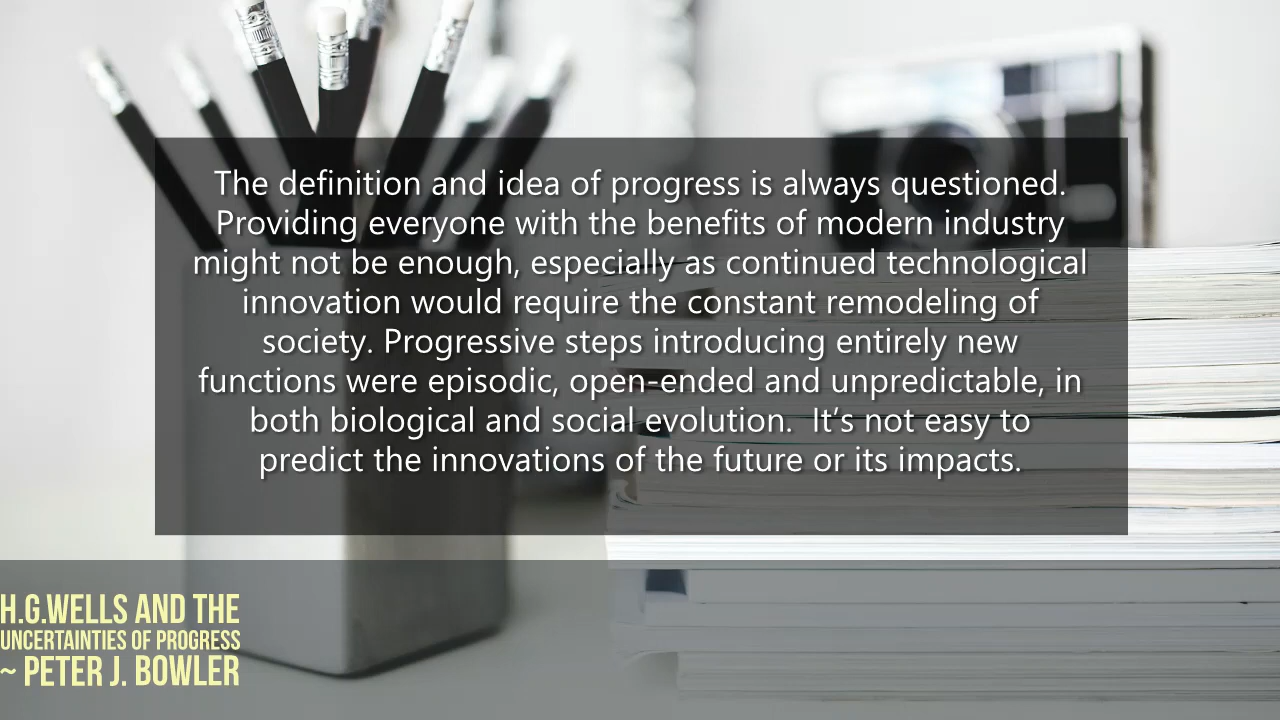 The definition and idea of progress is always questioned.
Providing everyone with the benefits of modern industry
might not be enough, especially as continued technological
innovation would require the constant remodeling of
society. Progressive steps introducing entirely new
functions were episodic, open-ended and unpredictable, in
both biological and social evolution.  It’s not easy to
predict the innovations of the future or its impacts.
H.G.WELLS AND THE
UNCERTAINTIES OF PROGRESS
~ PETER J. BOWLER